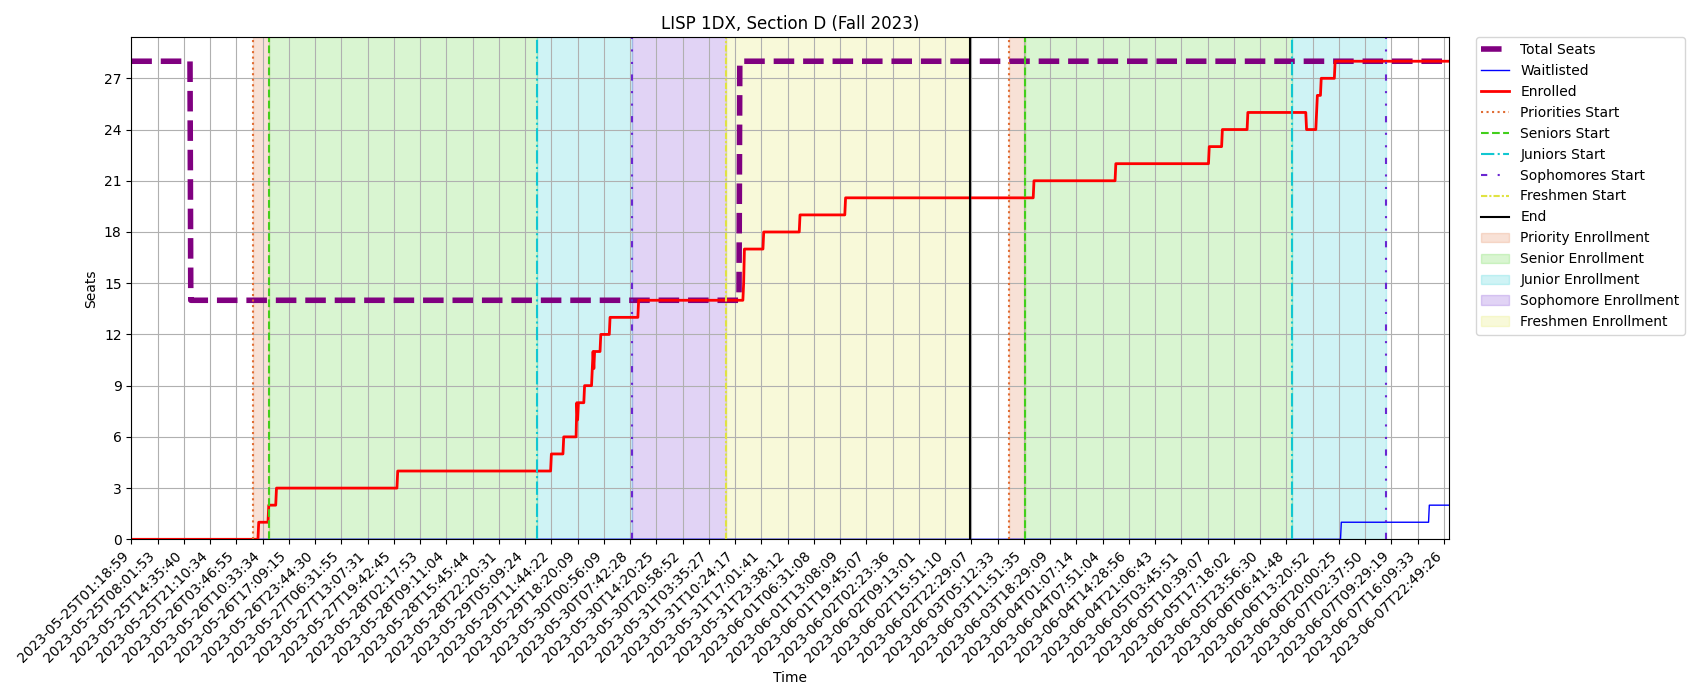 LISP 1DX, Section D (Fall 2023)
Total Seats
Waitlisted
Enrolled
Priorities Start
Seniors Start
Juniors Start
Sophomores Start
Freshmen Start
End
Priority Enrollment
Senior Enrollment
Junior Enrollment
Sophomore Enrollment
Freshmen Enrollment
Seats
27
24
21
18
15
12
9
6
3
0
2023-05-25T01:18:59
2023-05-25T08:01:53
2023-05-25T14:35:40
2023-05-25T21:10:34
2023-05-26T03:46:55
2023-05-26T10:33:34
2023-05-26T17:09:15
2023-05-26T23:44:30
2023-05-27T06:31:55
2023-05-27T13:07:31
2023-05-27T19:42:45
2023-05-28T02:17:53
2023-05-28T09:11:04
2023-05-28T15:45:44
2023-05-28T22:20:31
2023-05-29T05:09:24
2023-05-29T11:44:22
2023-05-29T18:20:09
2023-05-30T00:56:09
2023-05-30T07:42:28
2023-05-30T14:20:25
2023-05-30T20:58:52
2023-05-31T03:35:27
2023-05-31T10:24:17
2023-05-31T17:01:41
2023-05-31T23:38:12
2023-06-01T06:31:08
2023-06-01T13:08:09
2023-06-01T19:45:07
2023-06-02T02:23:36
2023-06-02T09:13:01
2023-06-02T15:51:10
2023-06-02T22:29:07
2023-06-03T05:12:33
2023-06-03T11:51:35
2023-06-03T18:29:09
2023-06-04T01:07:14
2023-06-04T07:51:04
2023-06-04T14:28:56
2023-06-04T21:06:43
2023-06-05T03:45:51
2023-06-05T10:39:07
2023-06-05T17:18:02
2023-06-05T23:56:30
2023-06-06T06:41:48
2023-06-06T13:20:52
2023-06-06T20:00:25
2023-06-07T02:37:50
2023-06-07T09:29:19
2023-06-07T16:09:33
2023-06-07T22:49:26
Time